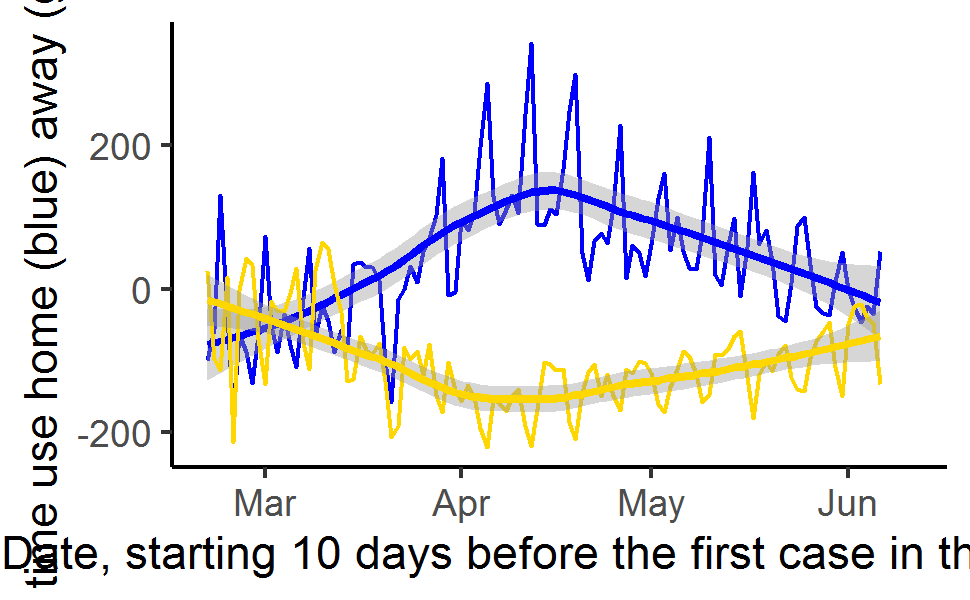 time use home (blue) away (
200
0
-200
Mar Apr May Jun
Date, starting 10 days before the first case in th